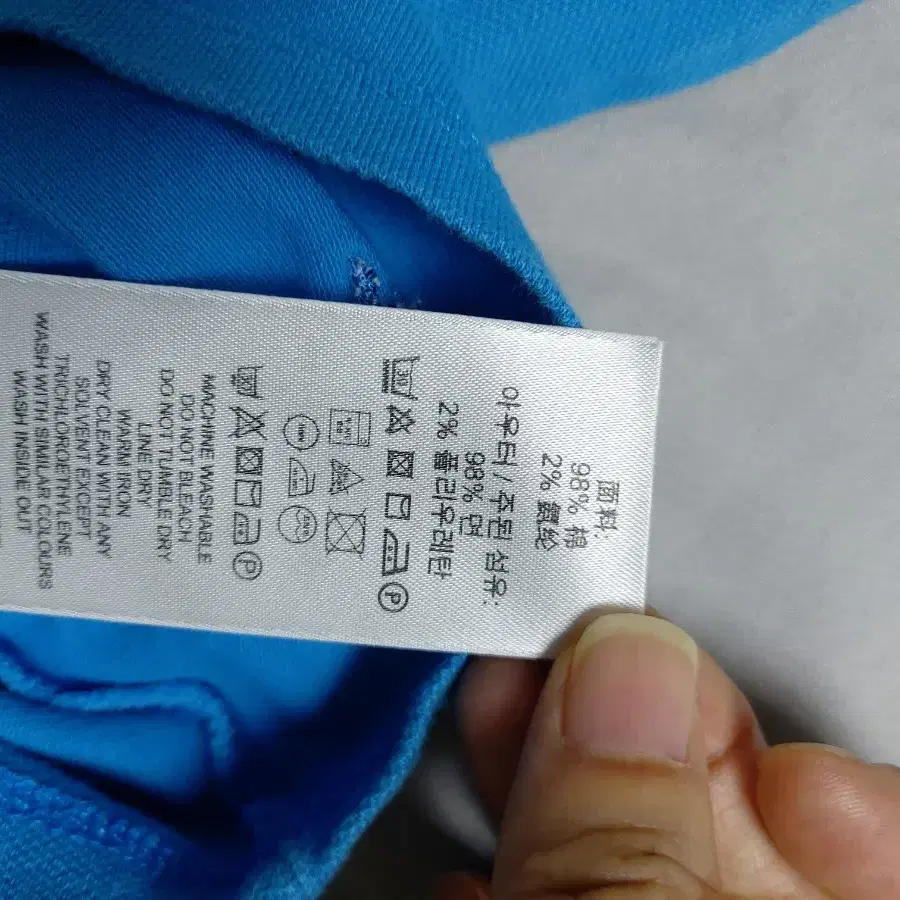 面料:
98% 棉
2% 氨纶
아우터/주된 섬유:
98% 면
2% 폴리우레탄
30
P
P
MACHINE WASHABLE
DO NOT BLEACH
DO NOT TUMBLE DRY
LINE DRY
WARM IRON
DRY CLEAN WITH ANY
SOLVENT EXCEPT
TRICHLOROETHYLENE
WASH WITH SIMILAR COLOURS
WASH INSIDE OUT